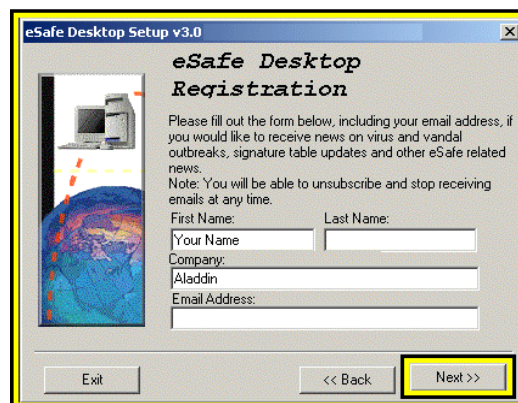 eSafe Desktop Setup v3.0
eSafe Desktop
Registration
Please fill out the form below, including your email address, if
you would like to receive news on virus and vandal
outbreaks, signature table updates and other eSafe related
news.
Note: You will be able to unsubscribe and stop receiving
emails at any time.
First Name: Last Name:
Your Name
Company:
Aladdin
Email Address:
Exit << Back Next >>